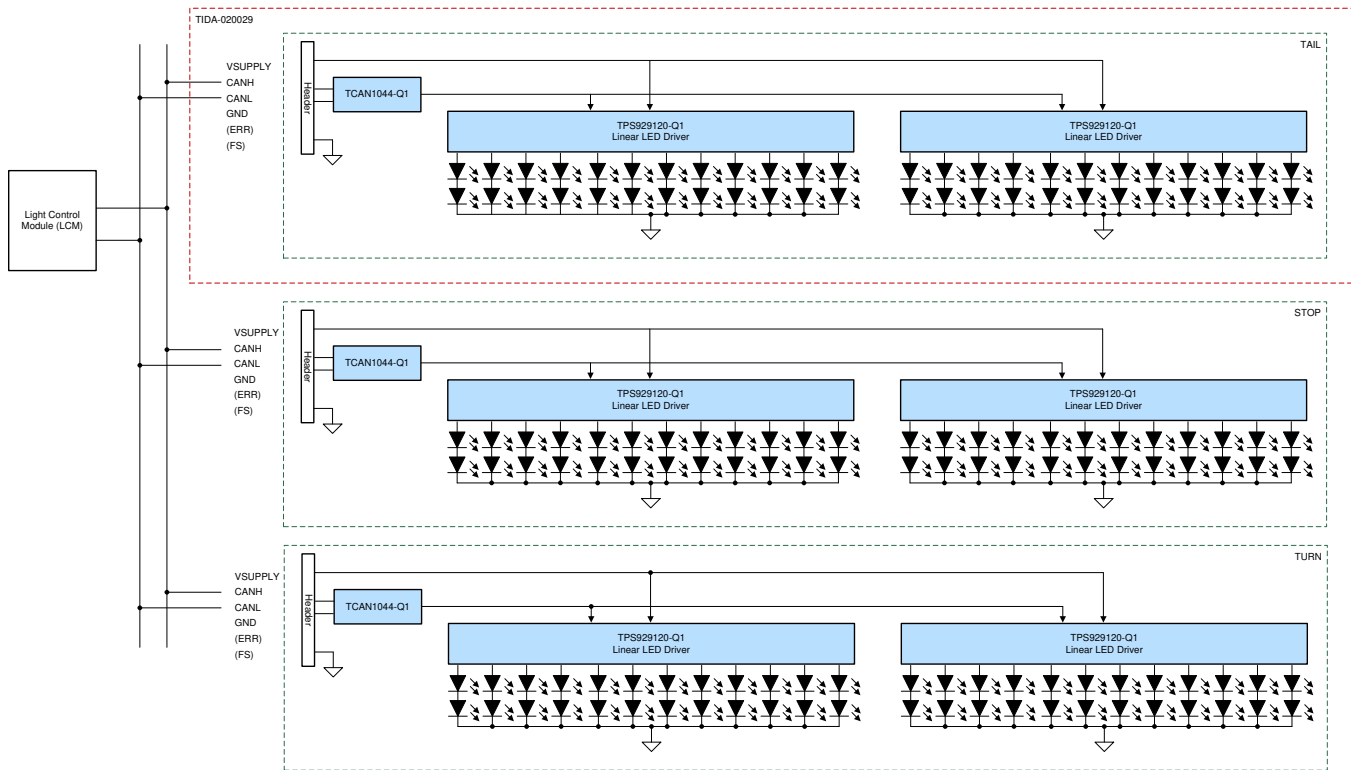 TIDA-020029
TAIL
VSUPPLY
CANH
CANL
GND
(ERR)
(FS)
Header
TCAN1044-Q1
TPS929120-Q1
Linear LED Driver
TPS929120-Q1
Linear LED Driver
Light Control
Module (LCM)
STOP
VSUPPLY
CANH
CANL
GND
(ERR)
(FS)
Header
TCAN1044-Q1
TPS929120-Q1
Linear LED Driver
TPS929120-Q1
Linear LED Driver
TURN
VSUPPLY
CANH
CANL
GND
(ERR)
(FS)
Header
TCAN1044-Q1
TPS929120-Q1
Linear LED Driver
TPS929120-Q1
Linear LED Driver